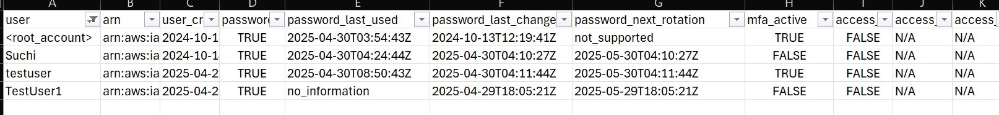 A B C D E F G H I J K
user arn user_cr password password_last_used password_last_change password_next_rotation mfa_active access_ access_ access_
<root_account> arn:aws:ia 2024-10-1 TRUE 2025-04-30T03:54:43Z 2024-10-13T12:19:41Z not_supported TRUE FALSE N/A N/A
Suchi arn:aws:ia 2024-10-1 FALSE TRUE 2025-04-30T04:24:44Z 2025-04-30T04:10:27Z 2025-05-30T04:10:27Z FALSE FALSE N/A N/A
testuser arn:aws:ia 2025-04-2 TRUE 2025-04-30T08:50:43Z 2025-04-30T04:11:44Z 2025-05-30T04:11:44Z TRUE FALSE N/A N/A
TestUser1 arn:aws:ia 2025-04-2 TRUE no_information 2025-04-29T18:05:21Z 2025-05-29T18:05:21Z FALSE FALSE N/A N/A